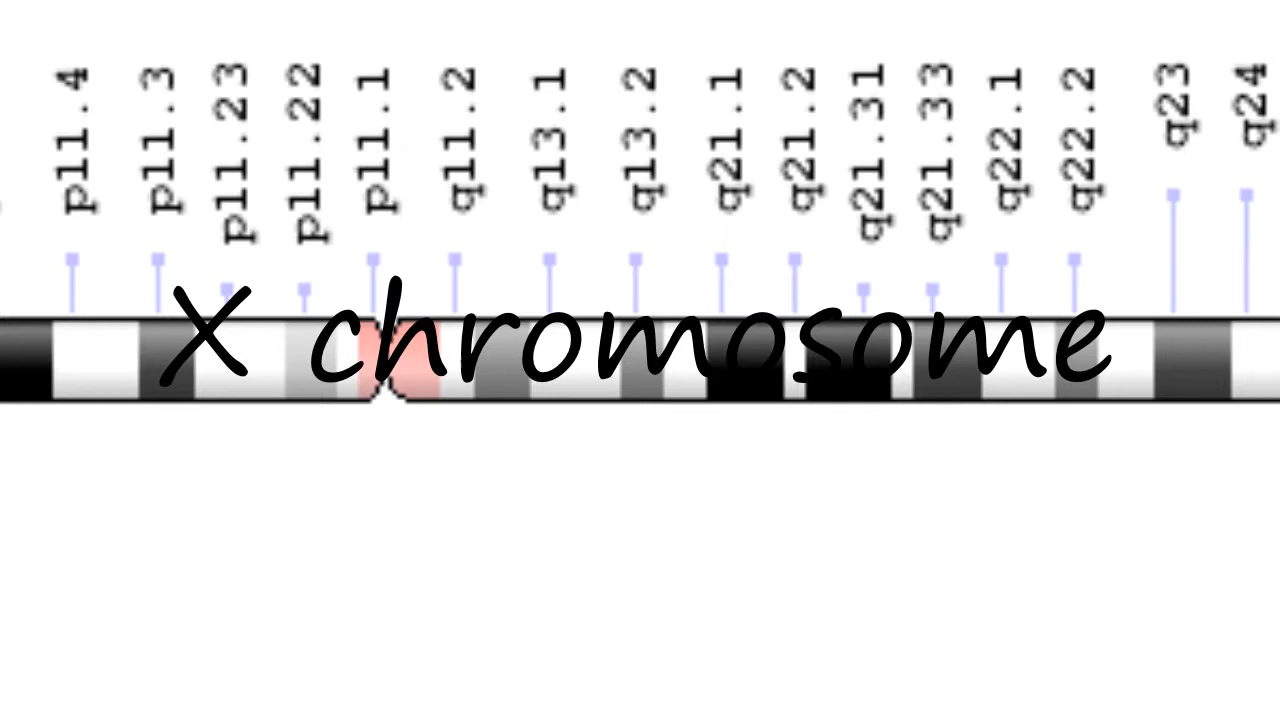 p11.4
p11.3
p11.23
p11.22
p11.1
q11.2
q13.1
q13.2
q21.1
q21.2
q21.31
q21.33
q22.1
q22.2
q23
q24
X chromosome